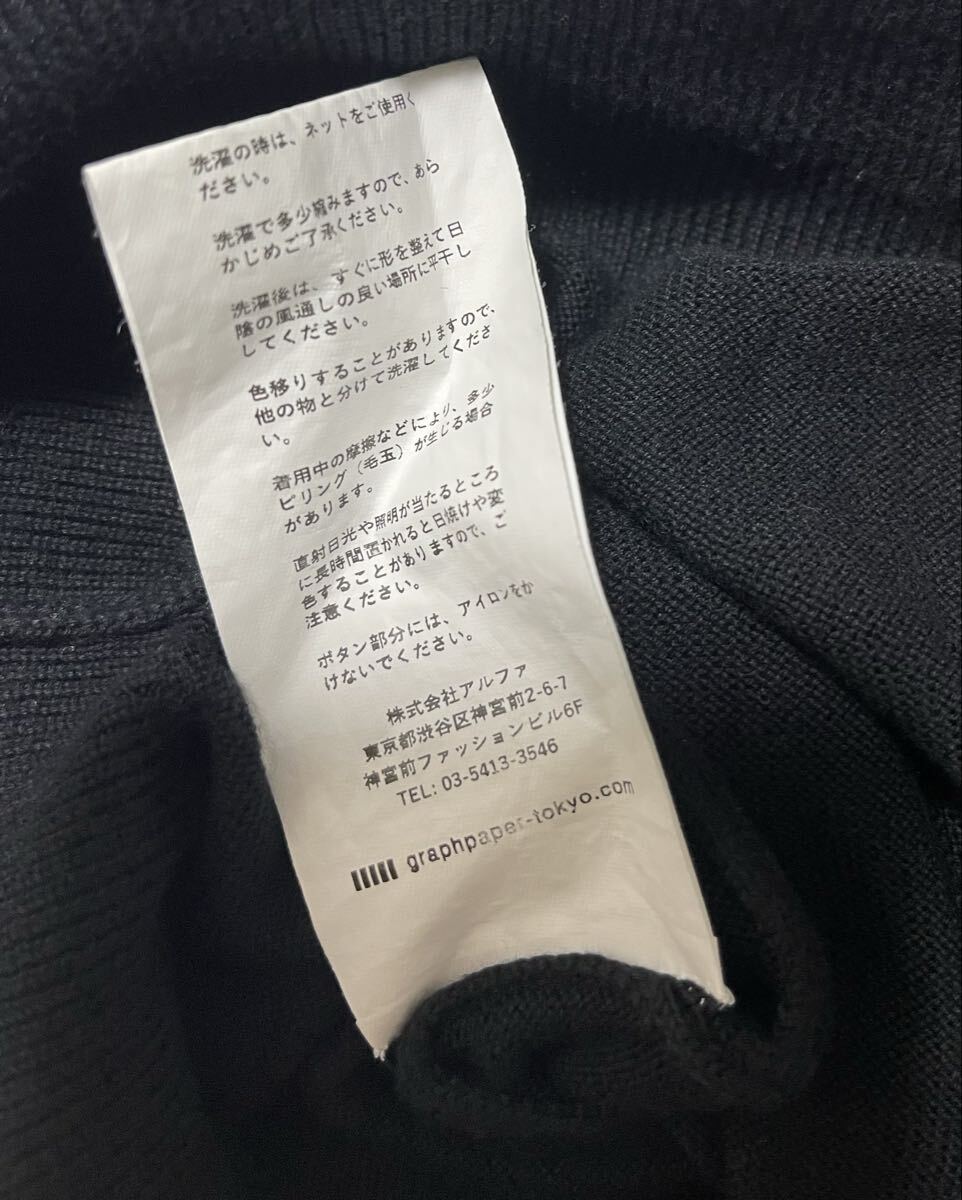 洗濯の時は、ネットをご使用く
ださい。
洗濯で多少縮みますので、あら
かじめご了承ください。
洗濯後は、すぐに形を整えて日
陰の風通しの良い場所に平干し
してください。
色移りすることがありますので、
他の物と分けて洗濯してくださ
い。
着用中の摩擦などにより、多少
ピリング（毛玉）が生じる場合
があります。
直射日光や照明が当たるところ
に長時間置かれると日焼けや変
色することがありますので、ご
注意ください。
ボタン部分には、アイロンをか
けないでください。
株式会社アルファ
東京都渋谷区神宮前2-6-7
神宮前ファッションビル6F
TEL: 03-5413-3546
graphpaper-tokyo.com